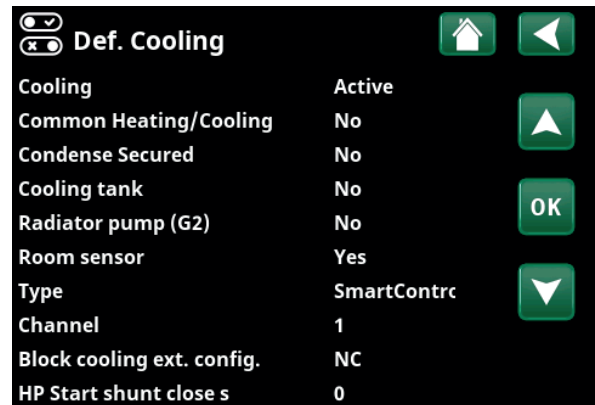 Def. Cooling
Cooling Active
Common Heating/Cooling No
Condense Secured No
Cooling tank No
Radiator pump (G2) No
Room sensor Yes
Type SmartContrc
Channel 1
Block cooling ext. config. NC
HP Start shunt close s 0
OK